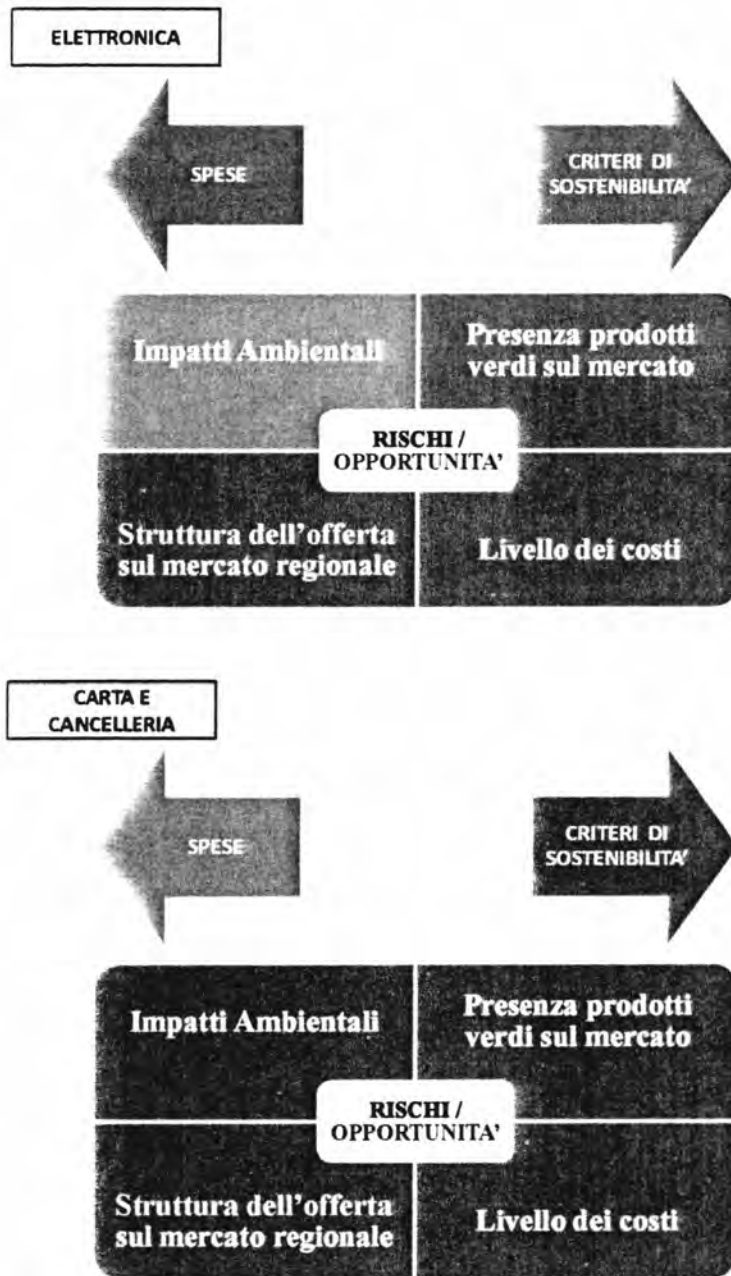 ELETTRONICA
SPESE
CRITERI DI
SOSTENIBILITA'
Impatti Ambientali
Presenza prodotti
verdi sul mercato
RISCHI /
OPPORTUNITA'
Struttura dell'offerta
sul mercato regionale
Livello dei costi
CARTA E
CANCELLERIA
SPESE
CRITERI DI
SOSTENIBILITA'
Impatti Ambientali
Presenza prodotti
verdi sul mercato
RISCHI /
OPPORTUNITA'
Struttura dell'offerta
sul mercato regionale
Livello dei costi